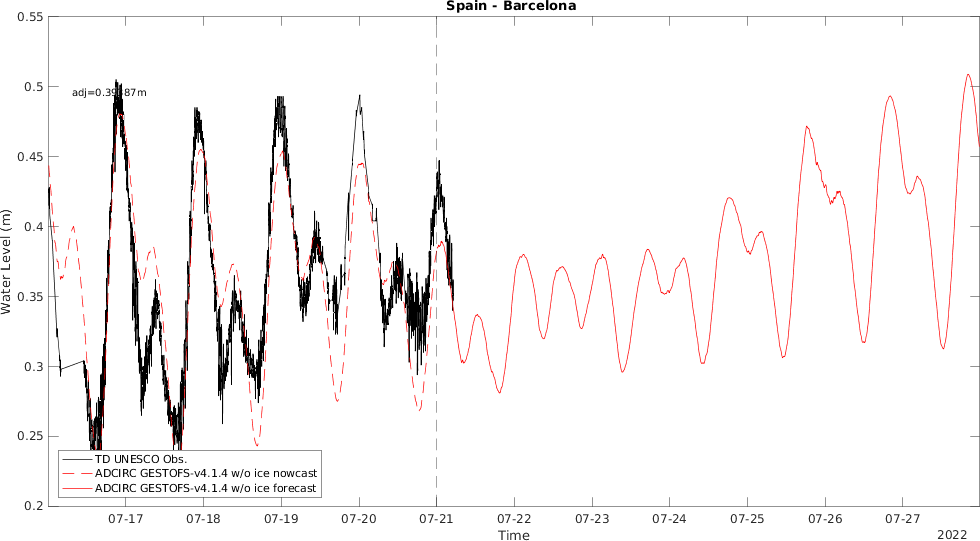 Spain - Barcelona
0.55
0.5
0.45
0.4
0.35
0.3
0.25
0.2
Water Level (m)
TD UNESCO Obs.
ADCIRC GESTOFS-v4.1.4 w/o ice nowcast
ADCIRC GESTOFS-v4.1.4 w/o ice forecast
07-17 07-18 07-19 07-20 07-21 07-22 07-23 07-24 07-25 07-26 07-27
Time
2022